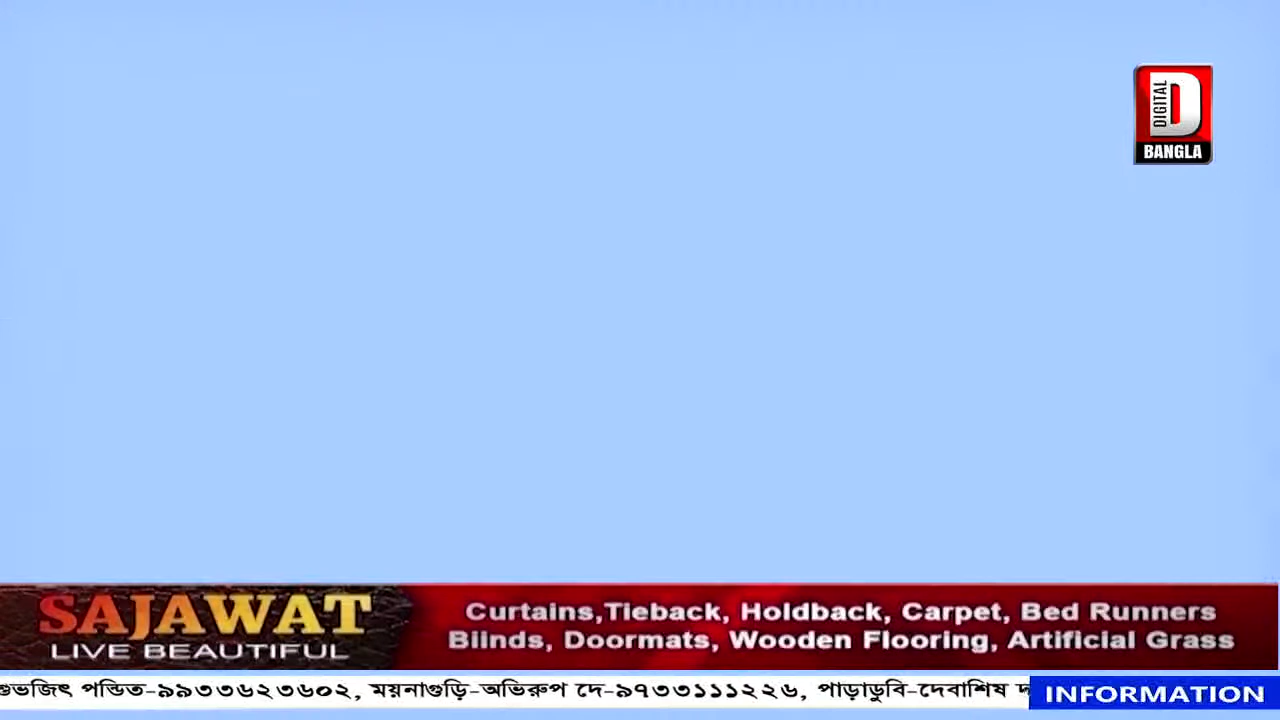 DIGITAL
D
BANGLA
SAJAWAT
LIVE BEAUTIFUL
Curtains,Tieback, Holdback, Carpet, Bed Runners
Blinds, Doormats, Wooden Flooring, Artificial Grass
শুভজিৎ পন্ডিত-৯৯৩৩৬২৩৬০২, ময়নাগুড়ি-অভিরুপ দে-৯৭৩৩১১১২২৬, পাড়াডুবি-দেবাশিষ
INFORMATION